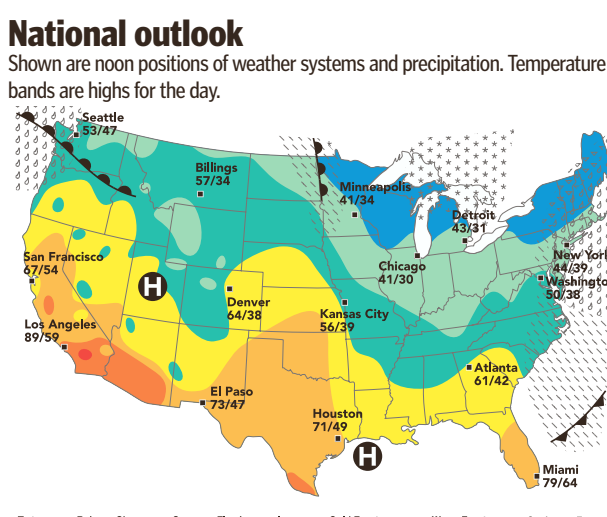 National outlook
Shown are noon positions of weather systems and precipitation. Temperature
bands are highs for the day.
Seattle
53/47
Billings
57/34
Minneapolis
41/34
Detroit
43/31
San Francisco
67/54
H
Denver
64/38
Chicago
41/30
New York
44/39
Washington
50/38
Kansas City
56/39
Los Angeles
89/59
Atlanta
61/42
El Paso
73/47
Houston
71/49
H
Miami
79/64